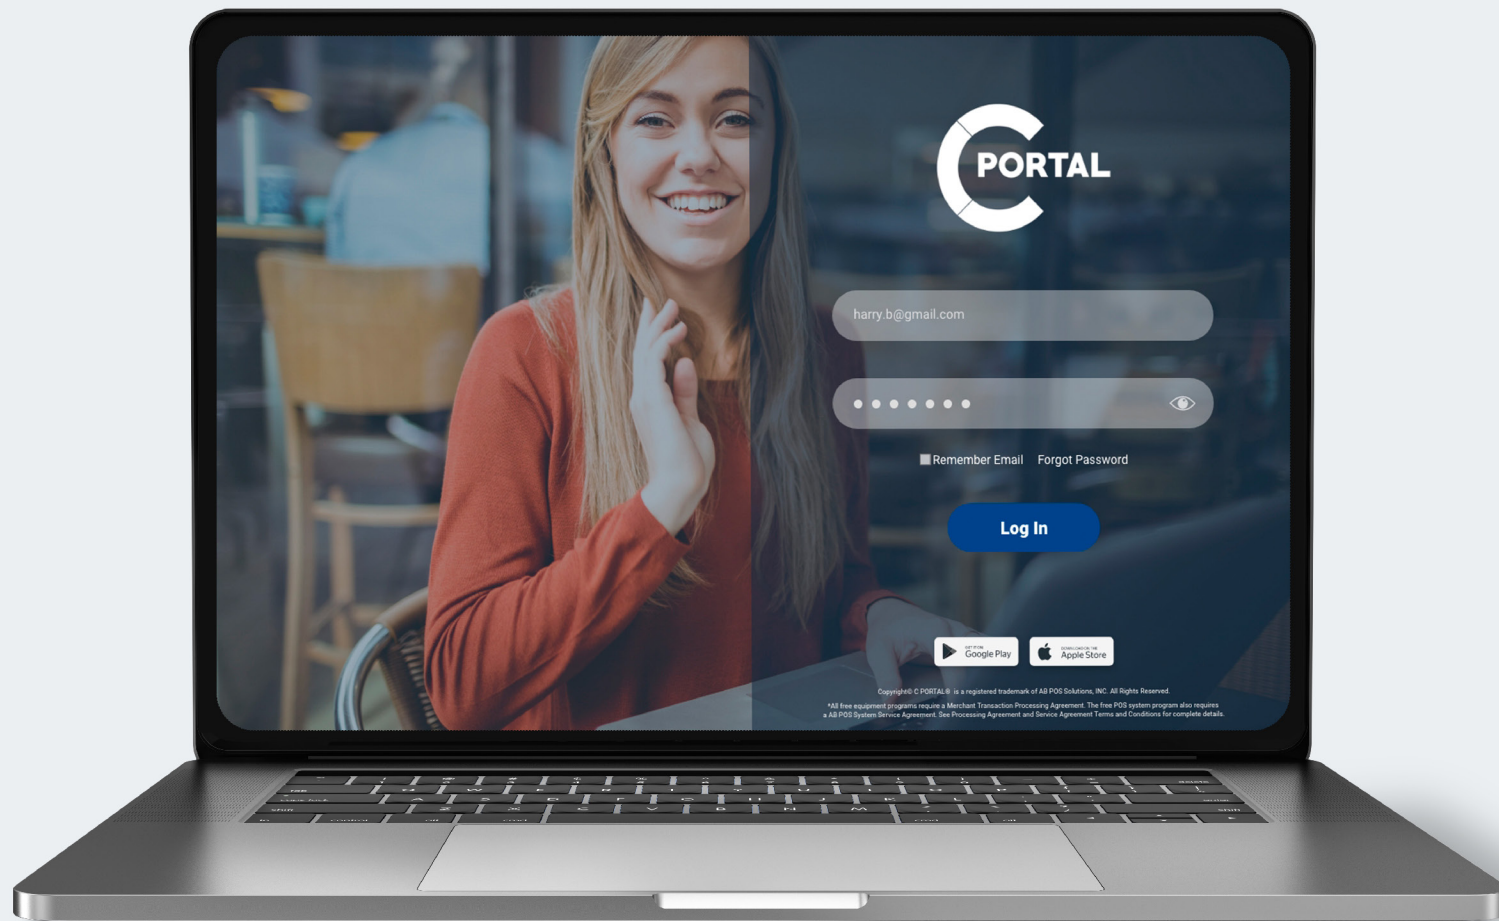 PORTAL
harry.b@gmail.com
Remember Email Forgot Password
Log In
GET IT ON
Google Play
Apple Store
Copyright© C PORTAL® is a registered trademark of AB POS Solutions, INC. All Rights Reserved.
*All free equipment programs require a Merchant Transaction Processing Agreement. The free POS system program also requires
a AB POS System Service Agreement. See Processing Agreement and Service Agreement Terms and Conditions for complete details.